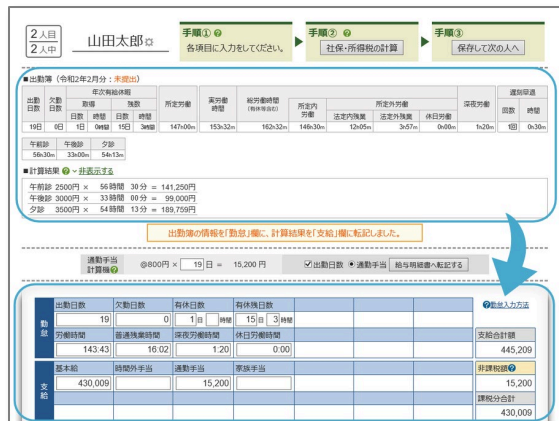 2人目
2人中
山田太郎
手順① ?
各項目に入力をしてください。
手順② ?
社保・所得税の計算
手順③
保存して次の人へ
■出勤簿（令和2年2月分：未提出）
出勤日数 欠勤日数 年次有給休暇 所定労働 実労働時間 総労働時間（有休等含む） 所定内労働 所定外労働 深夜労働 遅刻早退
取得 残数 法定内残業 法定外残業 休日労働 回数 時間
日数 時間 日数 時間
19日 0日 1日 0時間 15日 3時間 147h00m 153h32m 162h32m 146h30m 12h05m 3h57m 0h00m 1h20m 1回 0h30m
午前診 午後診 夕診
56h30m 33h00m 54h13m
■計算結果 ? ～非表示する
午前診 2500円 × 56時間 30分 = 141,250円
午後診 3000円 × 33時間 00分 = 99,000円
夕診 3500円 × 54時間 13分 = 189,759円
出勤簿の情報を「勤怠」欄に、計算結果を「支給」欄に転記しました。
通勤手当計算機? @800円 × 19 日 = 15,200 円 出勤日数 通勤手当 給与明細書へ転記する
?勤怠入力方法
勤怠
出勤日数 欠勤日数 有休日数 有休残日数
19 0 1日 時間 15日 3時間
労働時間 普通残業時間 深夜労働時間 休日労働時間 支給合計額
143:43 16:02 1:20 0:00 445,209
支給
基本給 時間外手当 通勤手当 家族手当 非課税額?
430,009 15,200 15,200
課税分合計
430,009